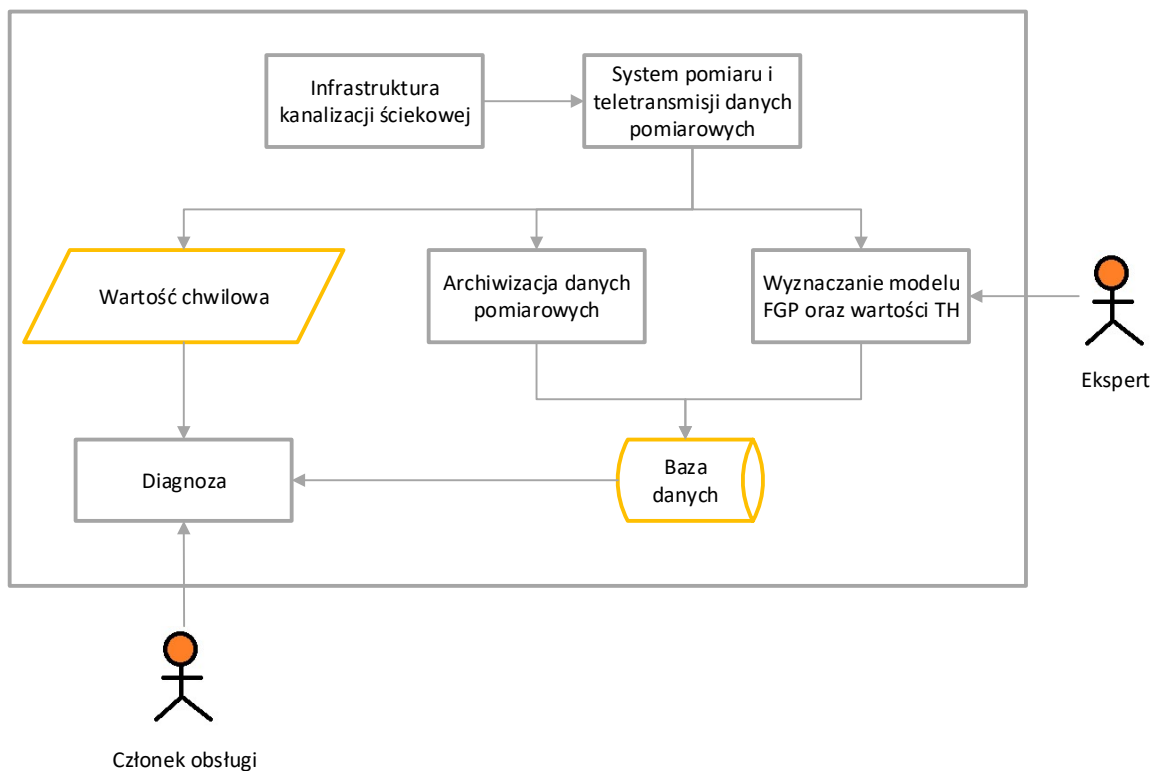 Infrastruktura
kanalizacji ściekowej
System pomiaru i
teletransmisji danych
pomiarowych
Wartość chwilowa
Archiwizacja danych
pomiarowych
Wyznaczanie modelu
FGP oraz wartości TH
Ekspert
Diagnoza
Baza
danych
Członek obsługi